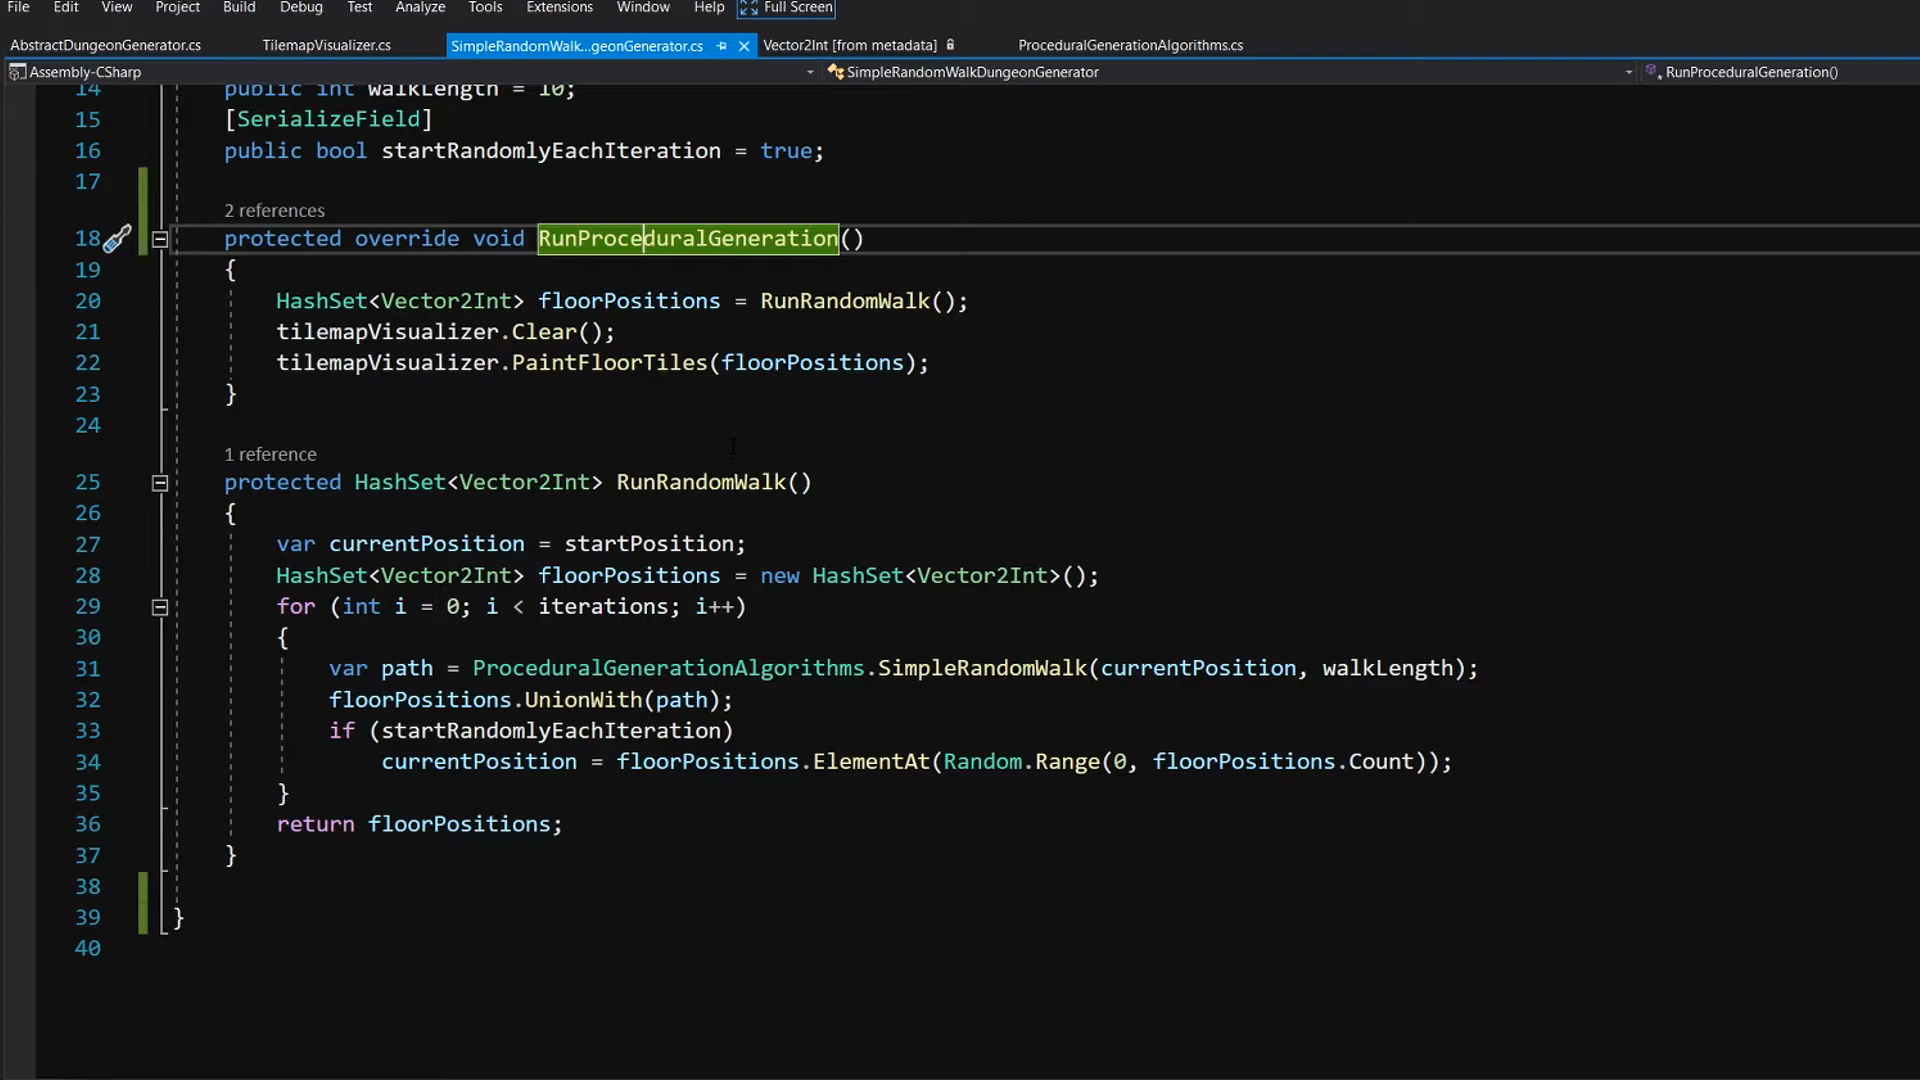 File Edit View Project Build Debug Test Analyze Tools Extensions Window Help Full Screen
AbstractDungeonGenerator.cs TilemapVisualizer.cs SimpleRandomWalk...geonGenerator.cs Vector2Int [from metadata] ProceduralGenerationAlgorithms.cs
Assembly-CSharp SimpleRandomWalkDungeonGenerator RunProceduralGeneration()
14 public int walkLength = 10;
15 [SerializeField]
16 public bool startRandomlyEachIteration = true;
17
2 references
18 protected override void RunProceduralGeneration()
19 {
20 HashSet<Vector2Int> floorPositions = RunRandomWalk();
21 tilemapVisualizer.Clear();
22 tilemapVisualizer.PaintFloorTiles(floorPositions);
23 }
24
1 reference
25 protected HashSet<Vector2Int> RunRandomWalk()
26 {
27 var currentPosition = startPosition;
28 HashSet<Vector2Int> floorPositions = new HashSet<Vector2Int>();
29 for (int i = 0; i < iterations; i++)
30 {
31 var path = ProceduralGenerationAlgorithms.SimpleRandomWalk(currentPosition, walkLength);
32 floorPositions.UnionWith(path);
33 if (startRandomlyEachIteration)
34 currentPosition = floorPositions.ElementAt(Random.Range(0, floorPositions.Count));
35 }
36 return floorPositions;
37 }
38
39 }
40